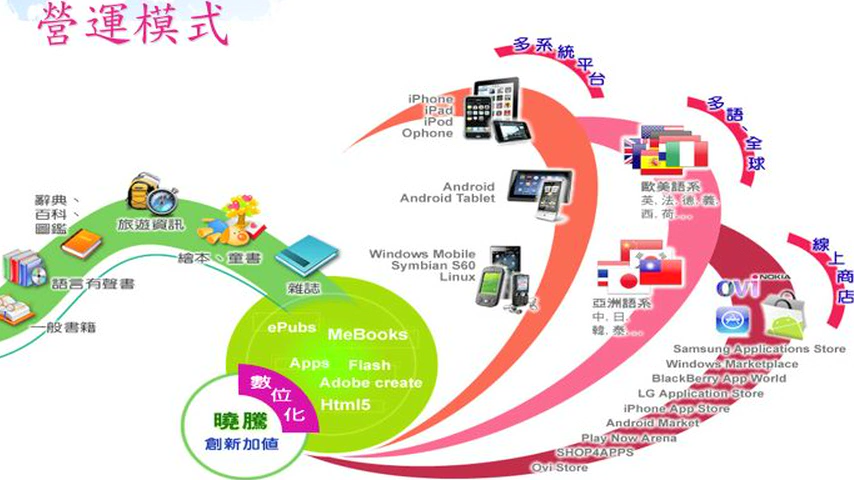 營運模式
多系統平台
iPhone
iPad
iPod
Ophone
Android
Android Tablet
Windows Mobile
Symbian S60
Linux
多語、全球
歐美語系
英, 法, 德, 義,
西, 荷...
亞洲語系
中, 日,
韓, 泰...
線上商店
ovi NOKIA
Samsung Applications Store
Windows Marketplace
BlackBerry App World
LG Application Store
iPhone App Store
Android Market
Play Now Arena
SHOP4APPS
Ovi Store
辭典、
百科、
圖鑑
旅遊資訊
語言有聲書
繪本、童書
一般書籍
雜誌
ePubs
MeBooks
Apps
Flash
Adobe create
Html5
數位化
曉騰
創新加值